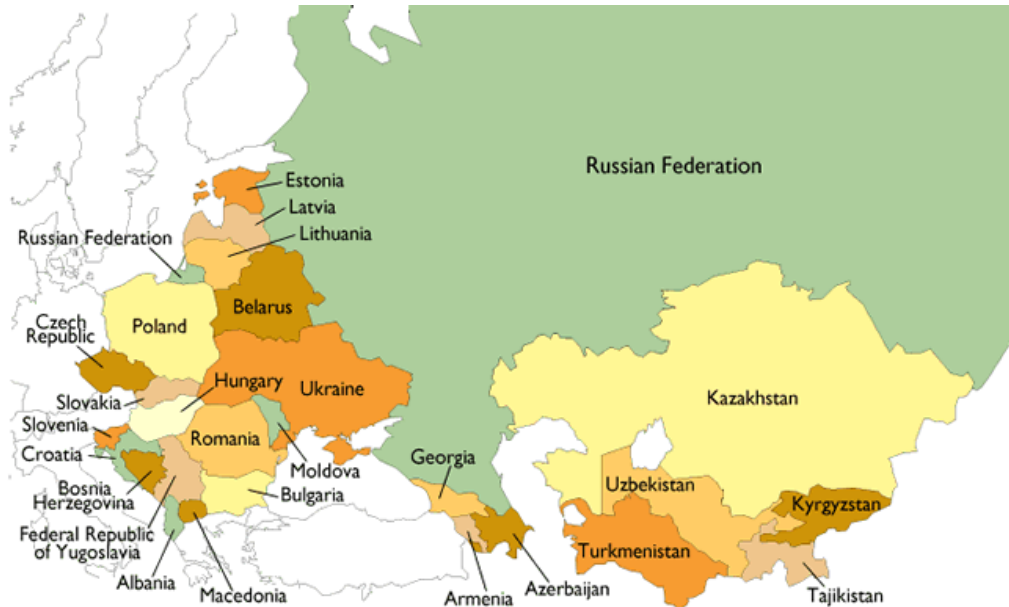 Russian Federation
Estonia
Latvia
Lithuania
Russian Federation
Belarus
Poland
Czech
Republic
Hungary
Ukraine
Kazakhstan
Slovakia
Slovenia
Romania
Croatia
Moldova
Georgia
Uzbekistan
Bosnia
Herzegovina
Bulgaria
Kyrgyzstan
Federal Republic
of Yugoslavia
Turkmenistan
Albania
Macedonia
Armenia
Azerbaijan
Tajikistan